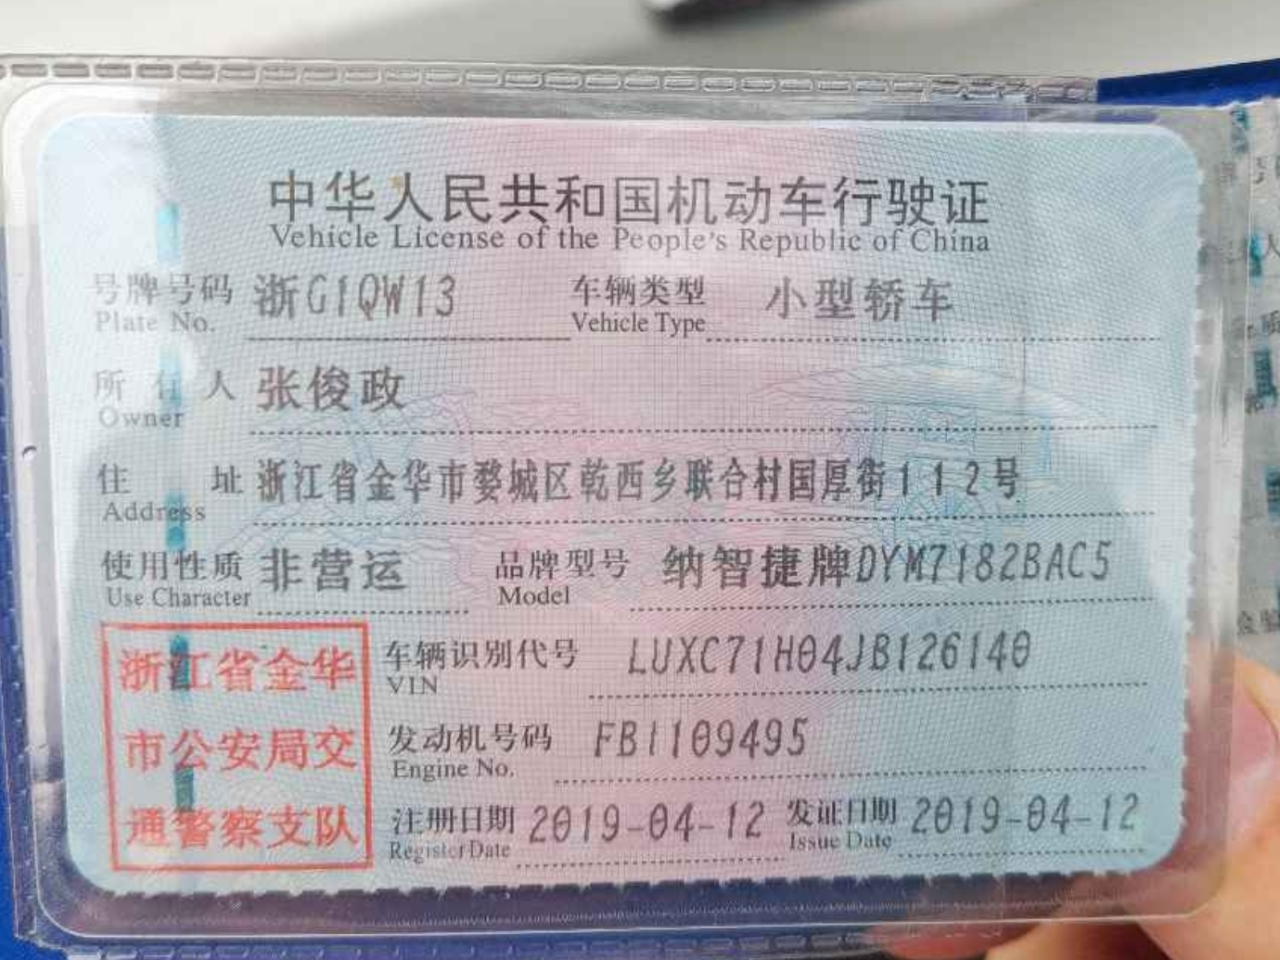 中华人民共和国机动车行驶证
Vehicle License of the People's Republic of China
号牌号码 浙G1QW13 车辆类型 小型轿车
Plate No. Vehicle Type
所有人 张俊政
Owner
住址 浙江省金华市婺城区乾西乡联合村国厚街112号
Address
使用性质 非营运 品牌型号 纳智捷牌DYM7182BAC5
Use Character Model
浙江省金华
市公安局交
通警察支队
车辆识别代号 LUXC71H04JB126140
VIN
发动机号码 FB1109495
Engine No.
注册日期 2019-04-12 发证日期 2019-04-12
Register Date Issue Date